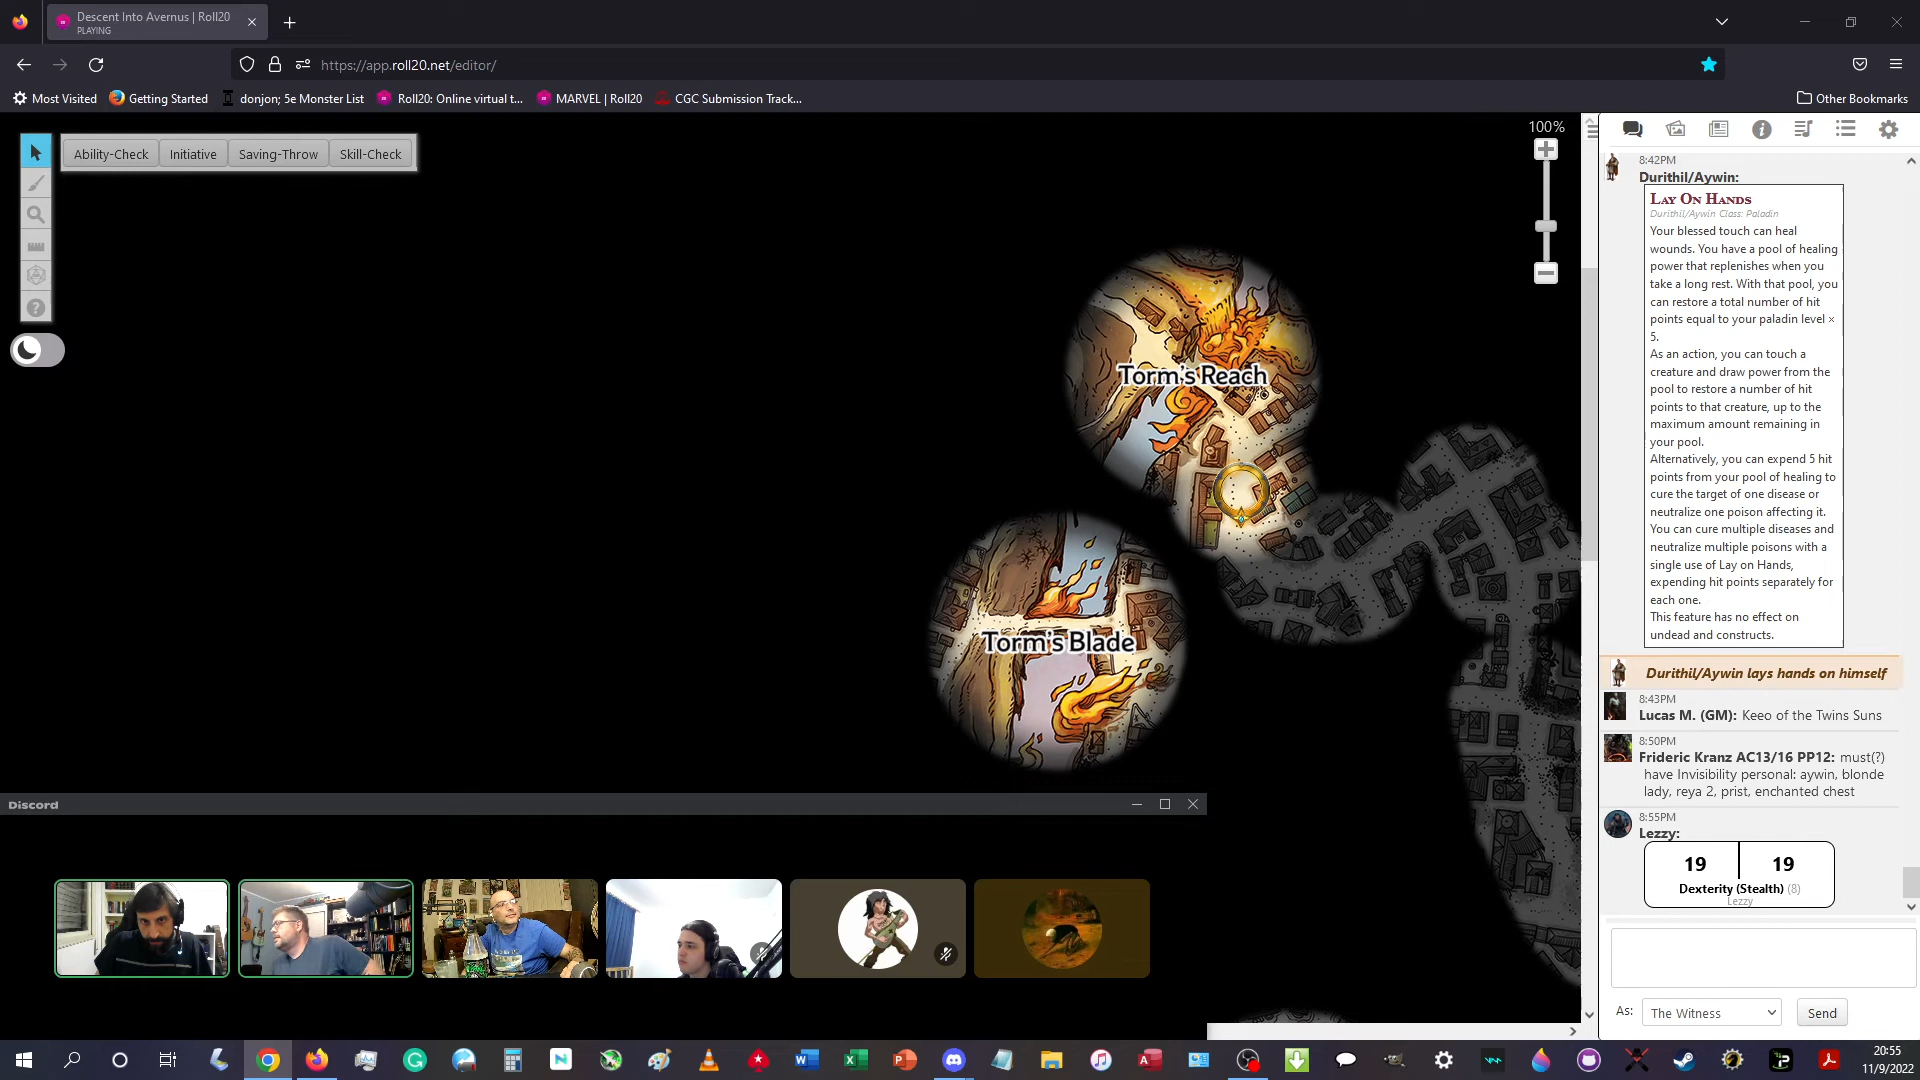 Descent Into Avernus | Roll20
PLAYING
https://app.roll20.net/editor/
Most Visited
Getting Started
donjon; 5e Monster List
Roll20: Online virtual t...
MARVEL | Roll20
CGC Submission Track...
Other Bookmarks
Ability-Check
Initiative
Saving-Throw
Skill-Check
100%
Torm's Reach
Torm's Blade
8:42PM
Durithil/Aywin:
Lay On Hands
Durithil/Aywin Class: Paladin
Your blessed touch can heal
wounds. You have a pool of healing
power that replenishes when you
take a long rest. With that pool, you
can restore a total number of hit
points equal to your paladin level ×
5.
As an action, you can touch a
creature and draw power from the
pool to restore a number of hit
points to that creature, up to the
maximum amount remaining in
your pool.
Alternatively, you can expend 5 hit
points from your pool of healing to
cure the target of one disease or
neutralize one poison affecting it.
You can cure multiple diseases and
neutralize multiple poisons with a
single use of Lay on Hands,
expending hit points separately for
each one.
This feature has no effect on
undead and constructs.
Durithil/Aywin lays hands on himself
8:43PM
Lucas M. (GM): Keeo of the Twins Suns
8:50PM
Frideric Kranz AC13/16 PP12: must(?)
have Invisibility personal: aywin, blonde
lady, reya 2, prist, enchanted chest
8:55PM
Lezzy:
19 19
Dexterity (Stealth) (8)
Lezzy
As: The Witness
Send
Discord
20:55
11/9/2022